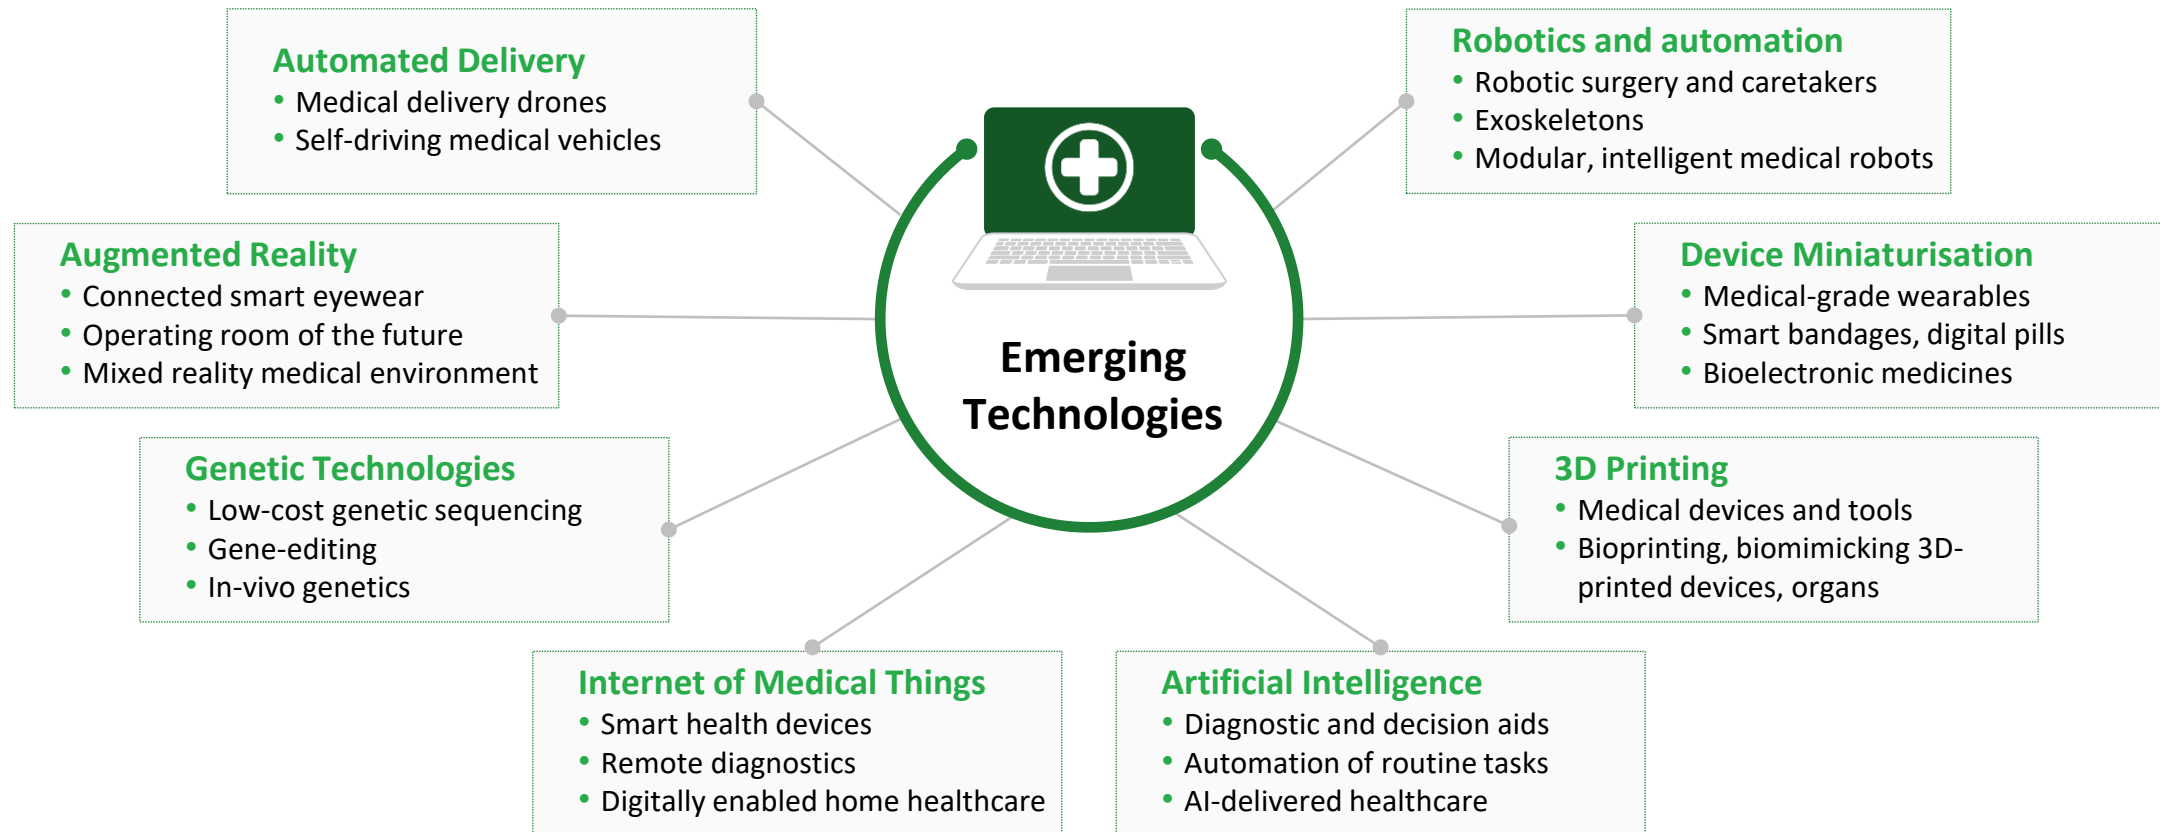 Automated Delivery
• Medical delivery drones
• Self-driving medical vehicles
Augmented Reality
• Connected smart eyewear
• Operating room of the future
• Mixed reality medical environment
Genetic Technologies
• Low-cost genetic sequencing
• Gene-editing
• In-vivo genetics
Internet of Medical Things
• Smart health devices
• Remote diagnostics
• Digitally enabled home healthcare
Emerging
Technologies
Robotics and automation
• Robotic surgery and caretakers
• Exoskeletons
• Modular, intelligent medical robots
Device Miniaturisation
• Medical-grade wearables
• Smart bandages, digital pills
• Bioelectronic medicines
3D Printing
• Medical devices and tools
• Bioprinting, biomimicking 3D-
printed devices, organs
Artificial Intelligence
• Diagnostic and decision aids
• Automation of routine tasks
• AI-delivered healthcare